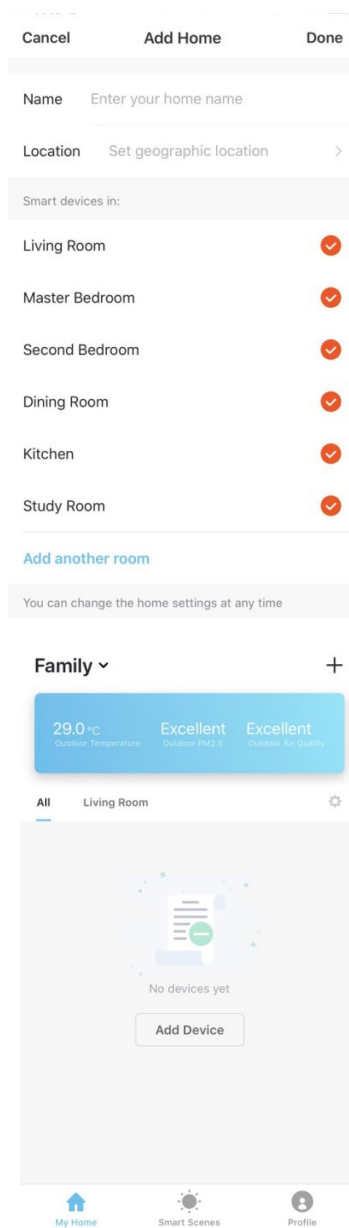 Cancel Add Home Done
Name Enter your home name
Location Set geographic location
Smart devices in:
Living Room
Master Bedroom
Second Bedroom
Dining Room
Kitchen
Study Room
Add another room
You can change the home settings at any time
Family
29.0 °C Excellent Excellent
Outdoor Temperature Outdoor PM2.5 Outdoor Air Quality
All Living Room
No devices yet
Add Device
My Home Smart Scenes Profile